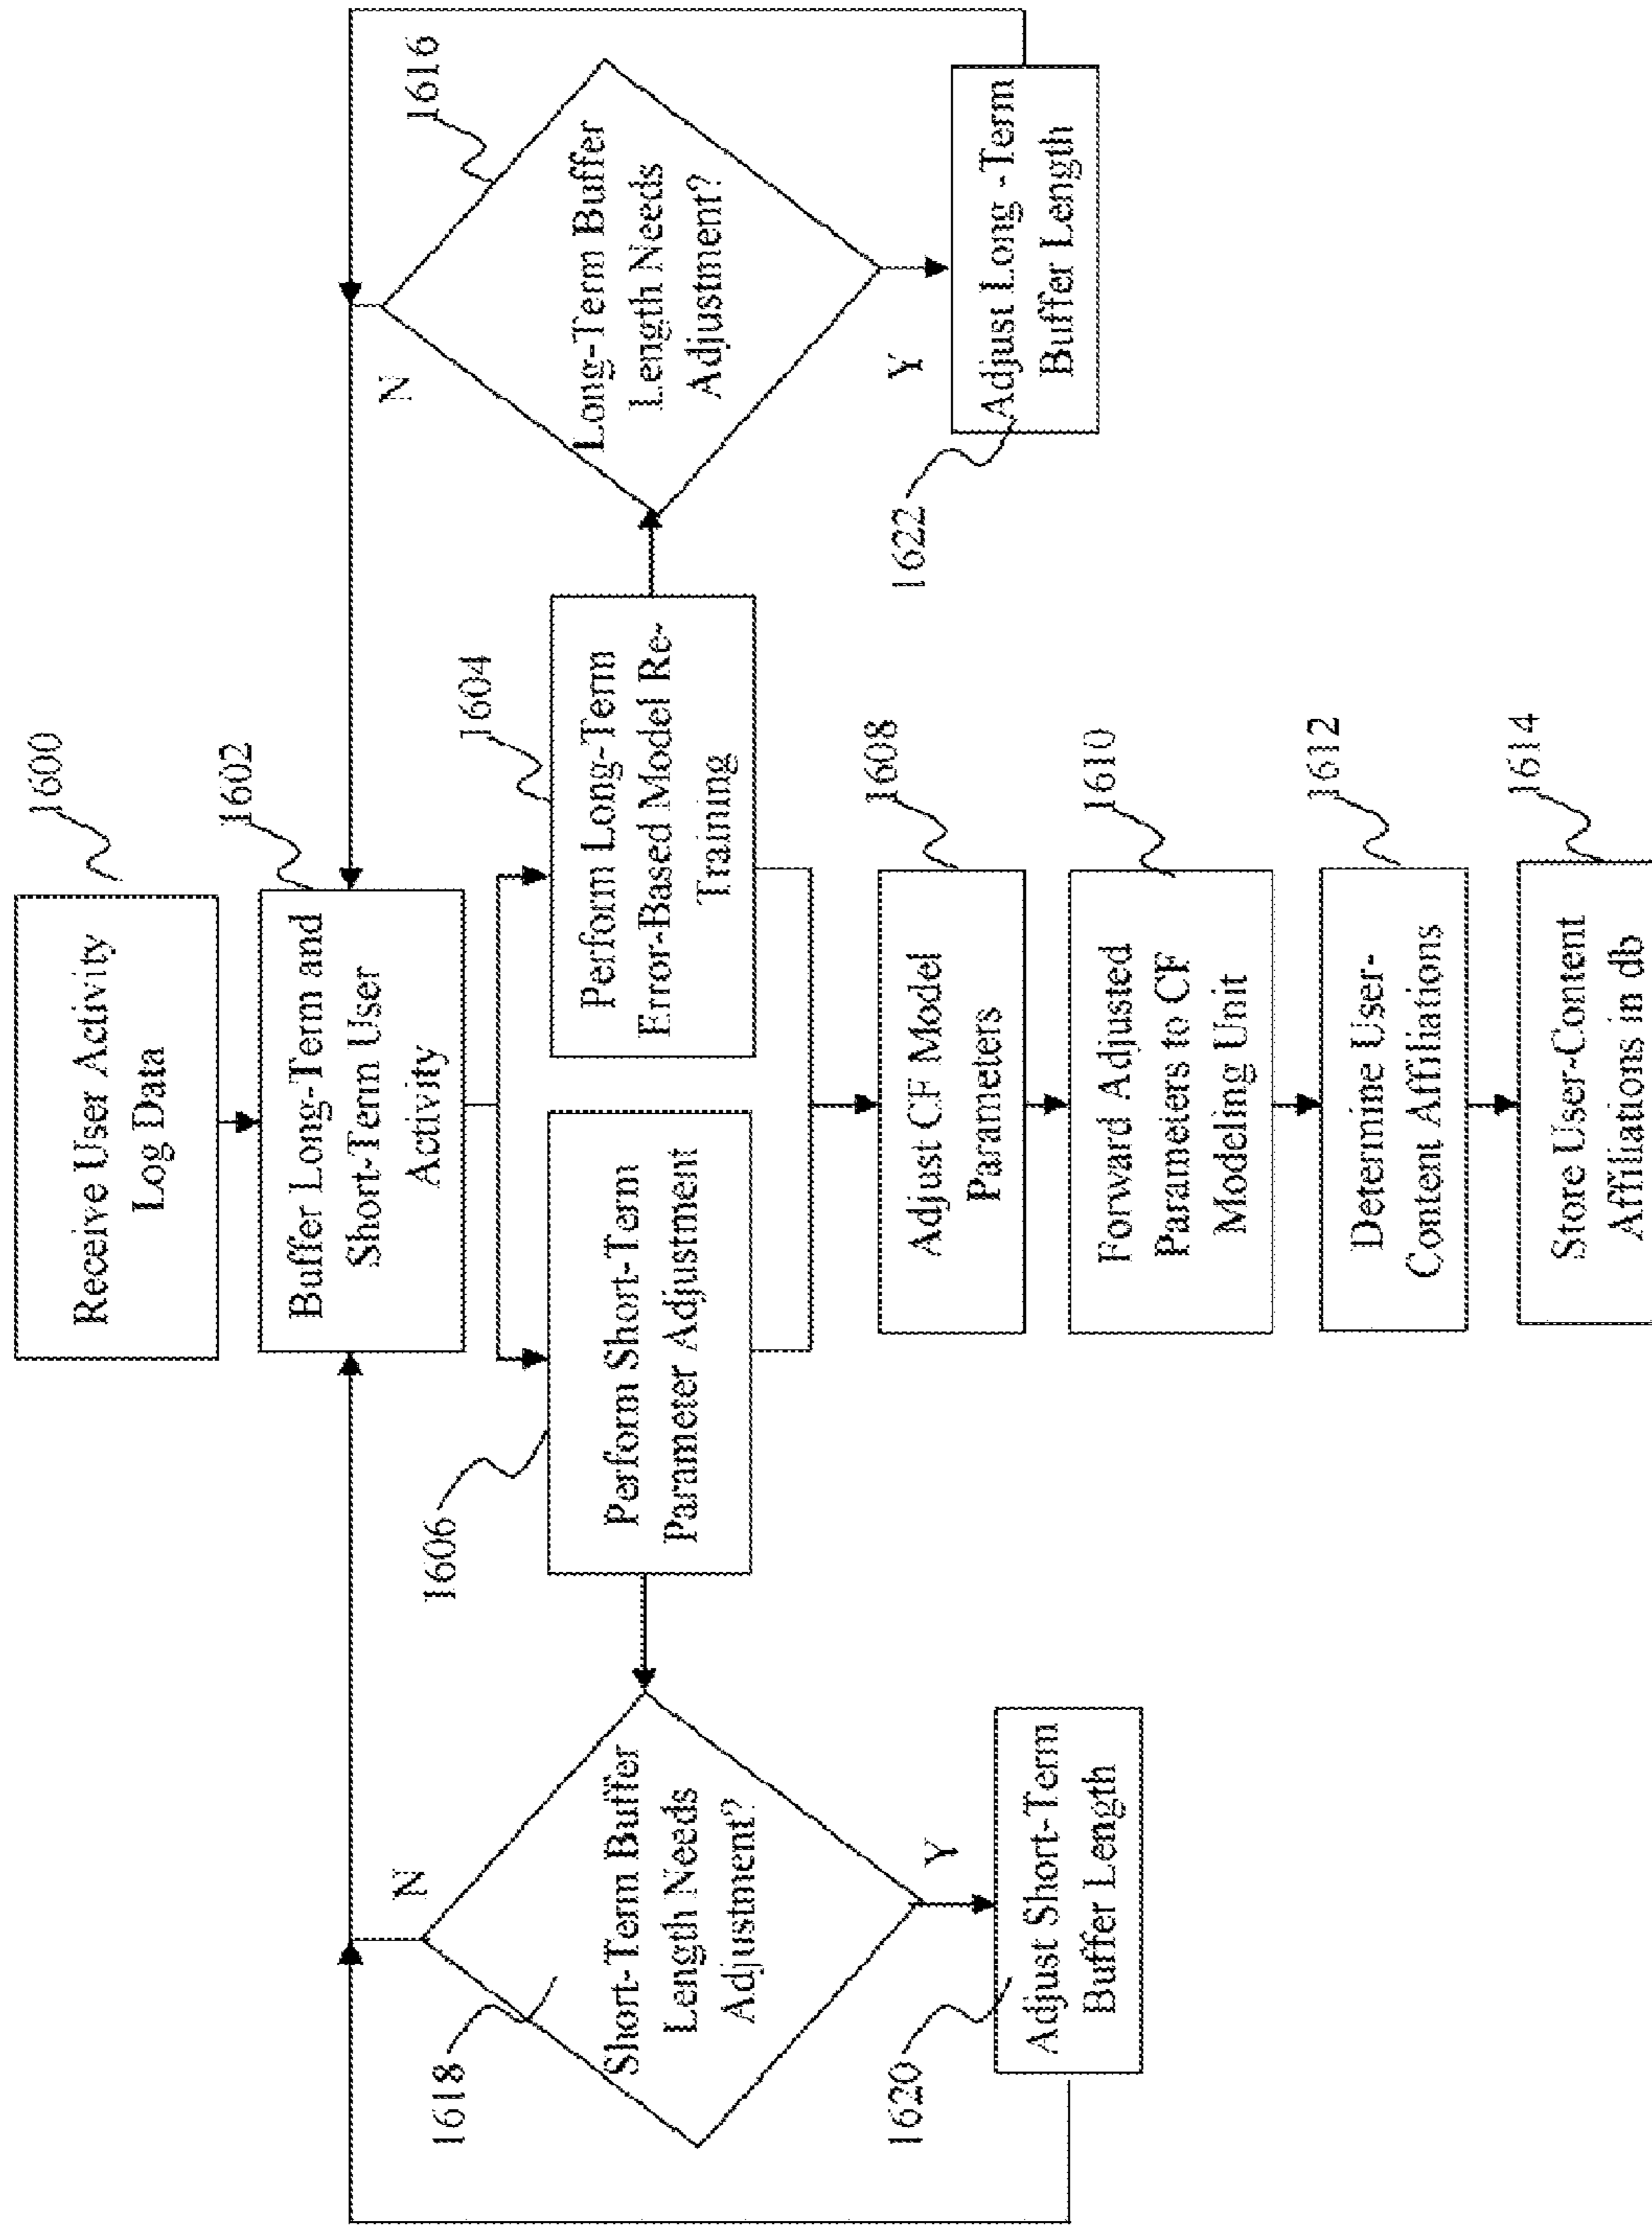 Receive User Activity
Log Data
1600
Buffer Long-Term and
Short-Term User
Activity
1602
Perform Short-Term
Parameter Adjustment
1606
Perform Long-Term
Error-Based Model Re-
Training
1604
Short-Term Buffer
Length Needs
Adjustment?
1618
N
Y
Adjust Short-Term
Buffer Length
1620
Long-Term Buffer
Length Needs
Adjustment?
1616
N
Y
Adjust Long -Term
Buffer Length
1622
Adjust CF Model
Parameters
1608
Forward Adjusted
Parameters to CF
Modeling Unit
1610
Determine User-
Content Affiliations
1612
Store User-Content
Affiliations in db
1614